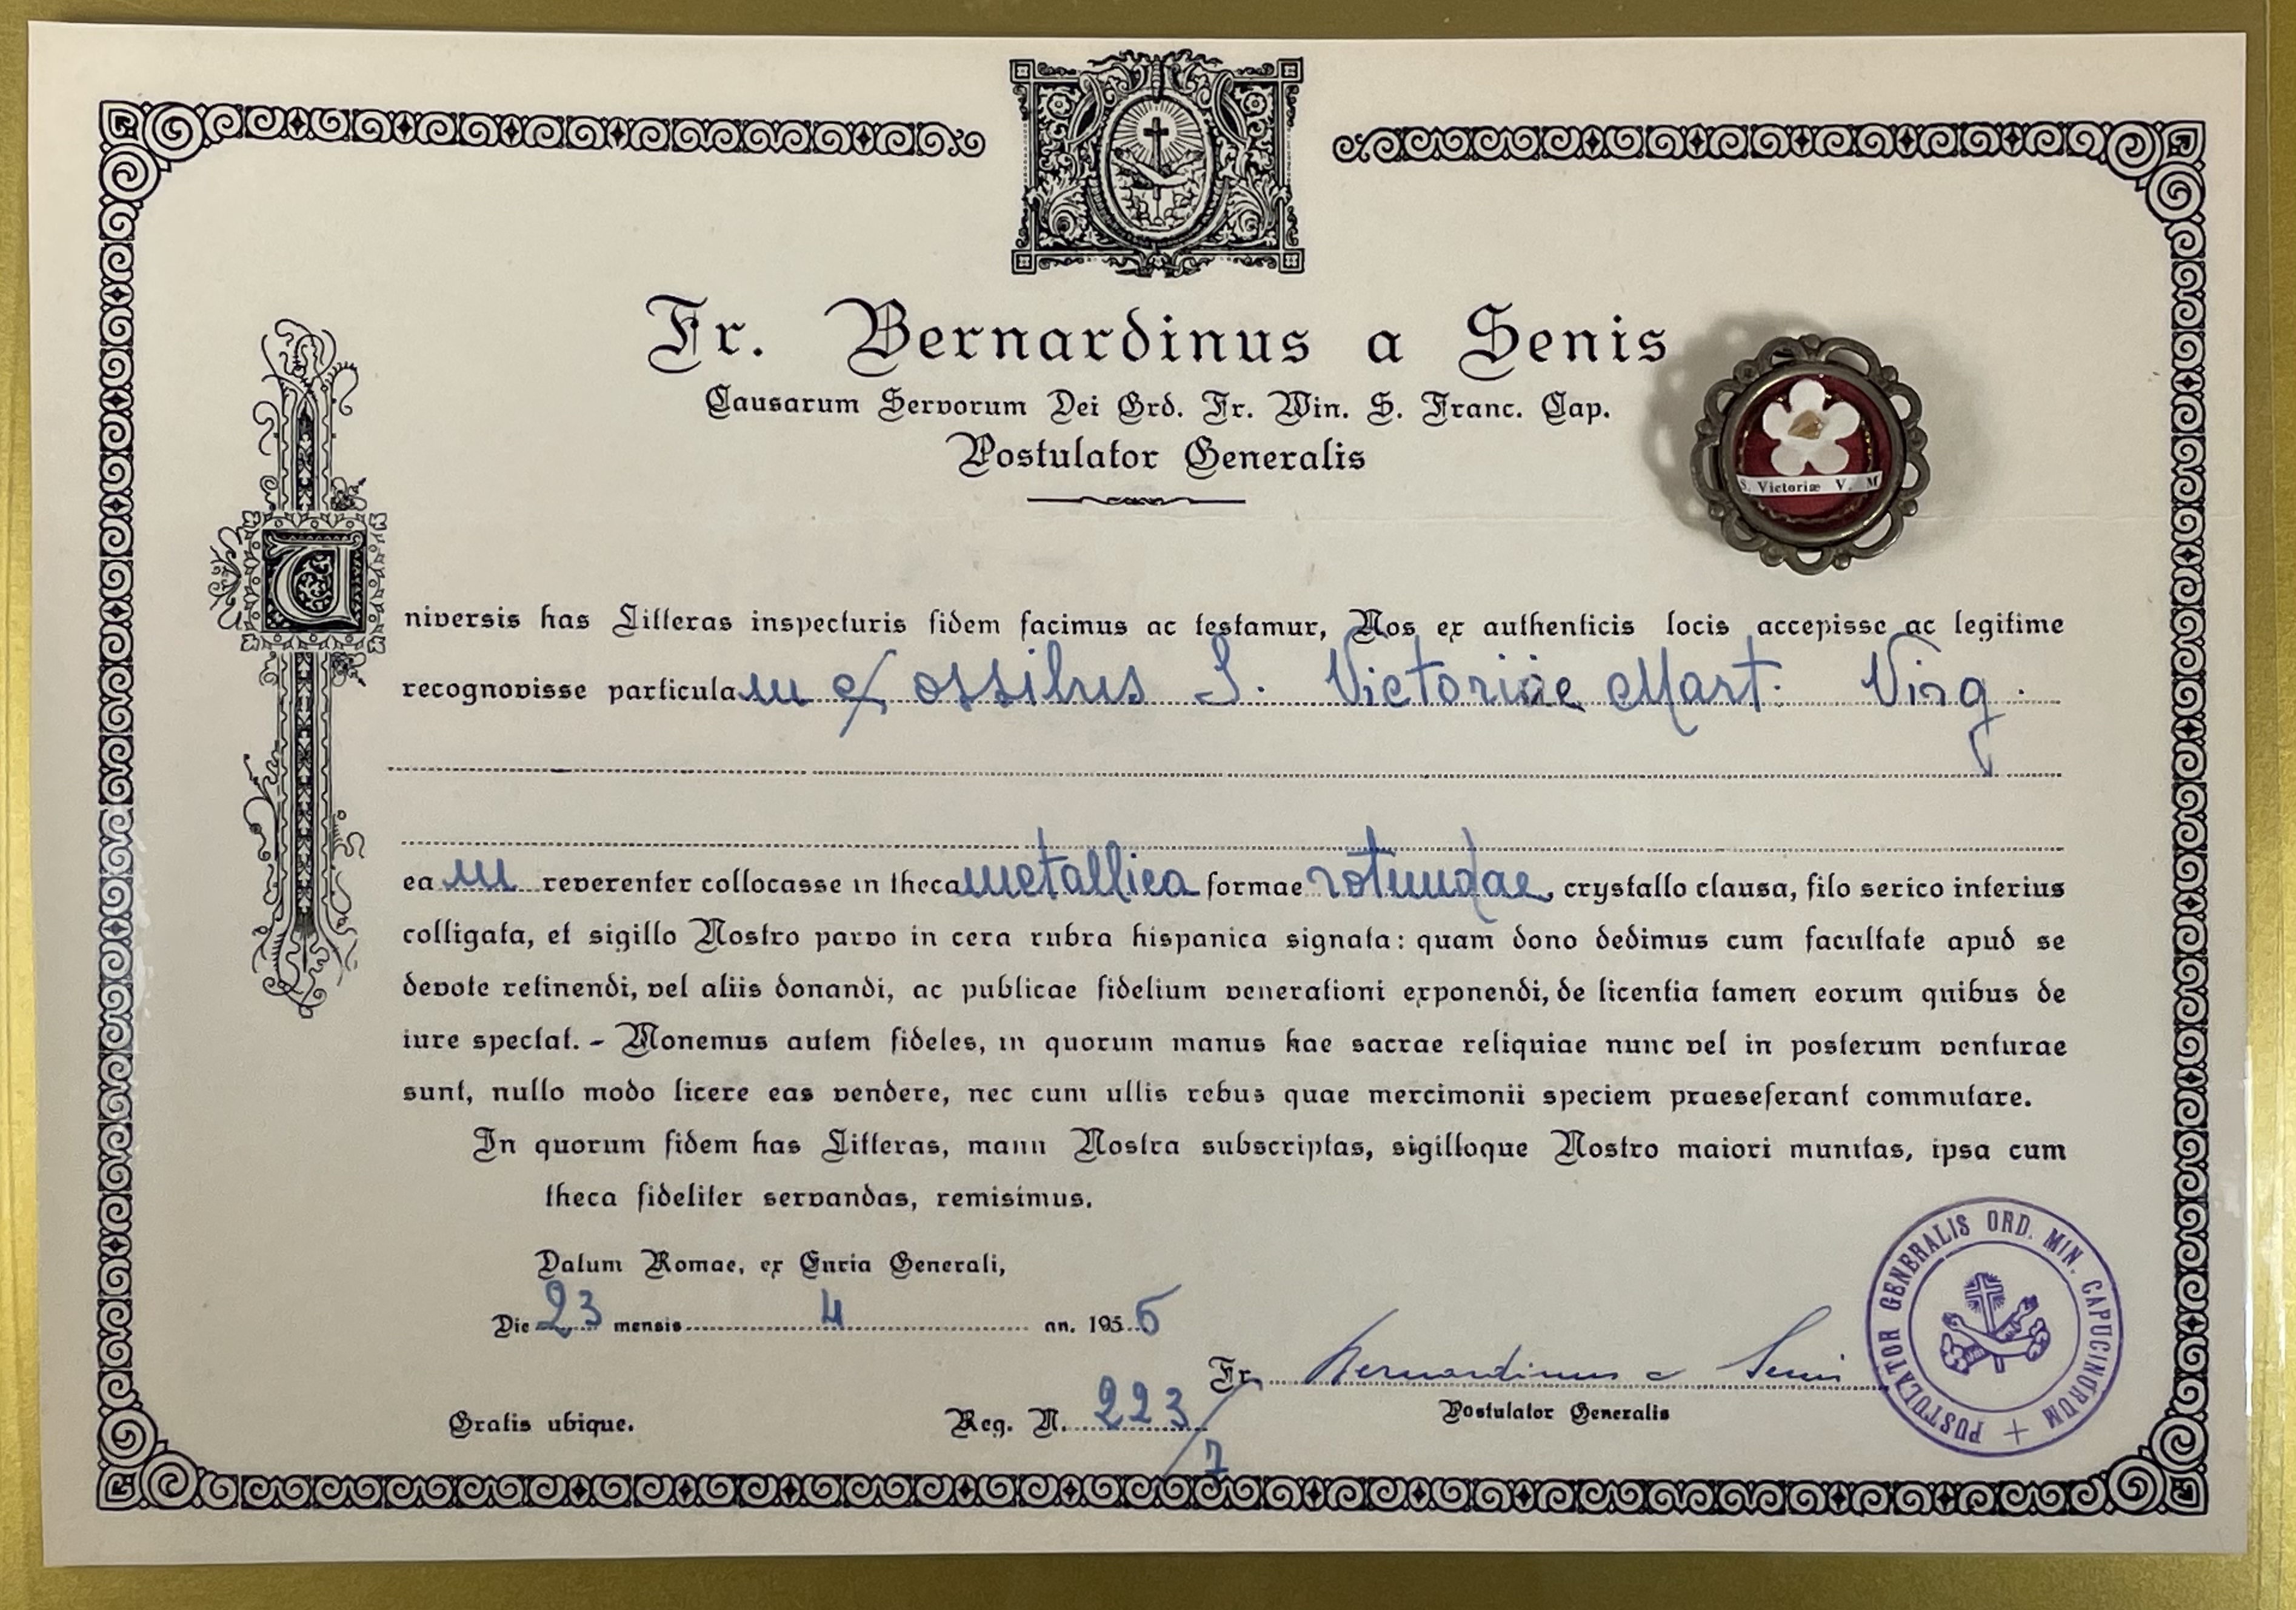 Fr. Bernardinus a Senis
Causarum Servorum Dei Ord. Fr. Min. S. Franc. Cap.
Postulator Generalis
S. Victoriæ V. M
Universis has Litteras inspecturis fidem facimus ac testamur, Nos ex authenticis locis accepisse ac legitime
recognovisse particulam ex ossibus S. Victoriae Mart. Virg.
eam reverenter collocasse in theca metallica formae rotundae, crystallo clausa, filo serico interius
colligata, et sigillo Nostro parvo in cera rubra hispanica signata: quam dono dedimus cum facultate apud se
devote retinendi, vel aliis donandi, ac publicae fidelium venerationi exponendi, de licentia tamen eorum quibus de
iure spectat. - Monemus autem fideles, in quorum manus hae sacrae reliquiae nunc vel in posterum venturae
sunt, nullo modo licere eas vendere, nec cum ullis rebus quae mercimonii speciem praeseferant commutare.
In quorum fidem has Litteras, manu Nostra subscriptas, sigilloque Nostro maiori munitas, ipsa cum
theca fideliter servandas, remisimus.
Datum Romae, ex Curia Generali,
Die 23 mensis 4 an. 1956
Fr. Bernardinus a Senis
Postulator Generalis
Gratis ubique.
Reg. N. 223/7
POSTULATOR GENERALIS ORD. MIN. CAPUCINORUM +